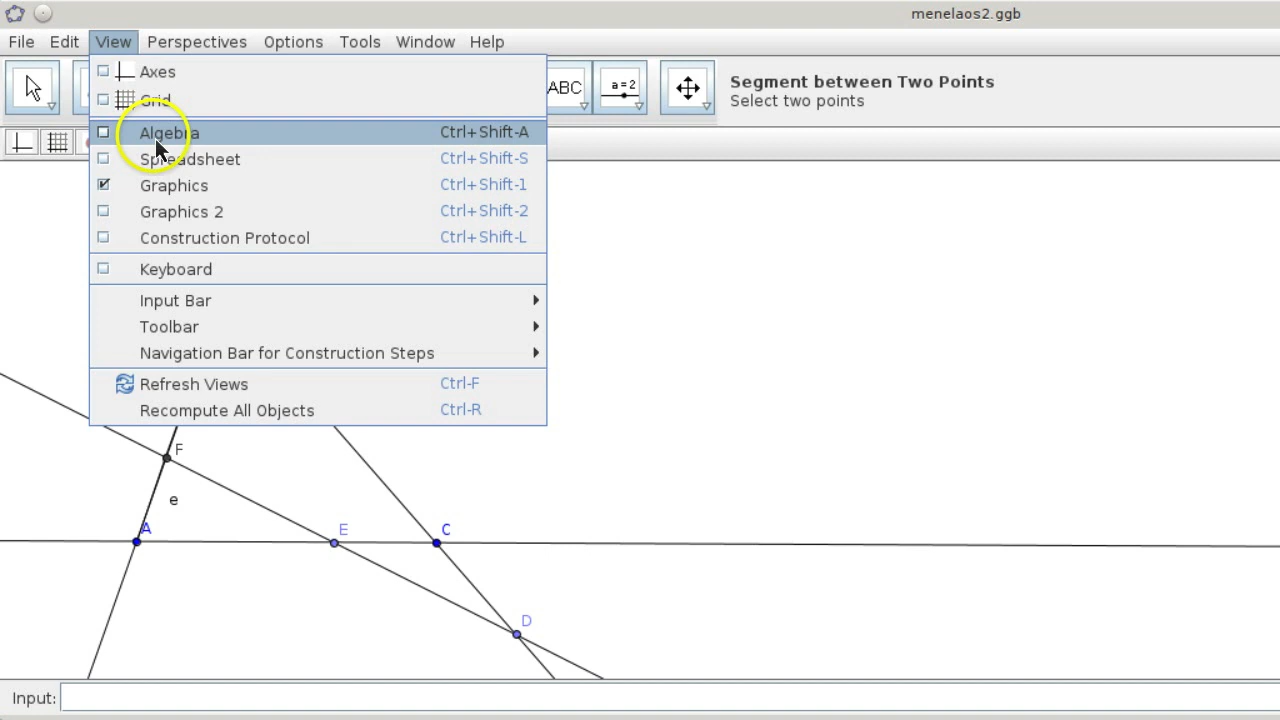 menelaos2.ggb
File Edit View Perspectives Options Tools Window Help
Axes
Grid
Algebra Ctrl+Shift-A
Spreadsheet Ctrl+Shift-S
Graphics Ctrl+Shift-1
Graphics 2 Ctrl+Shift-2
Construction Protocol Ctrl+Shift-L
Keyboard
Input Bar
Toolbar
Navigation Bar for Construction Steps
Refresh Views Ctrl-F
Recompute All Objects Ctrl-R
ABC a=2
Segment between Two Points
Select two points
F
e
A E C
D
Input: